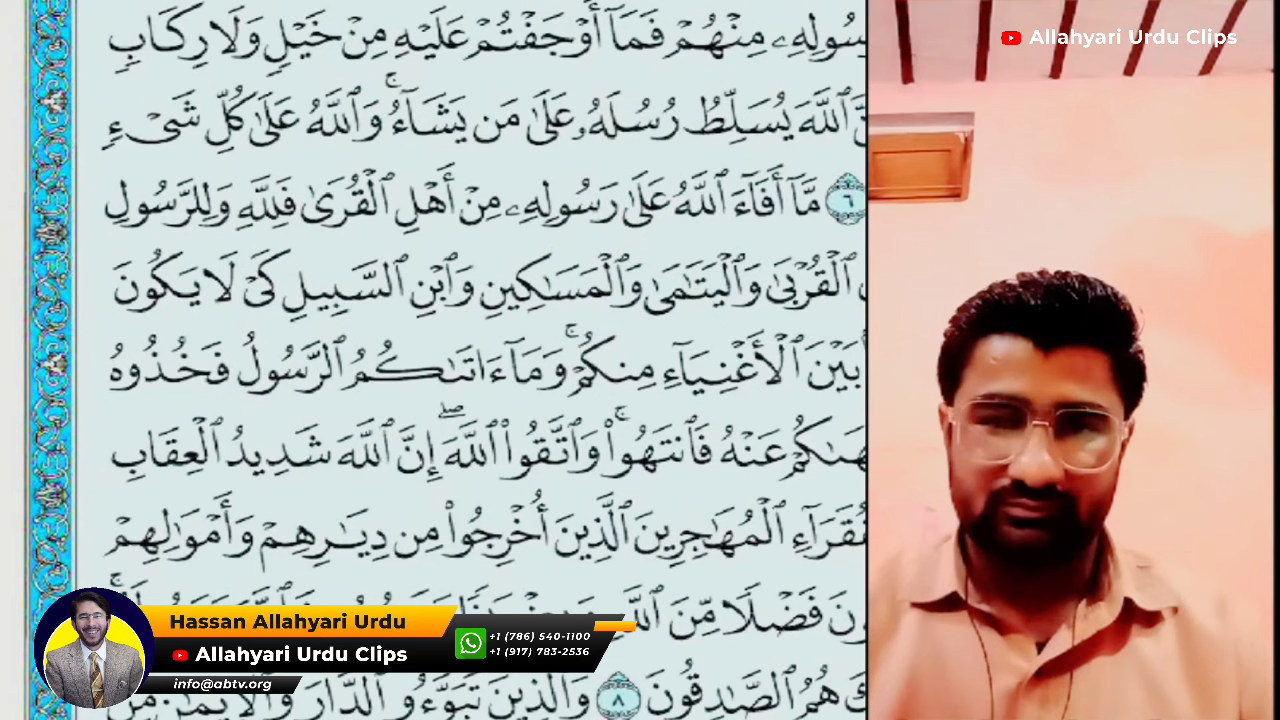 مِنْهُمْ فَمَآ أَوْجَفْتُمْ عَلَيْهِ مِنْ خَيْلٍ وَلَا رِكَابٍ
ٱللَّهَ يُسَلِّطُ رُسُلَهُۥ عَلَىٰ مَن يَشَآءُ ۚ وَٱللَّهُ عَلَىٰ كُلِّ شَىْءٍ
٦ مَّآ أَفَآءَ ٱللَّهُ عَلَىٰ رَسُولِهِۦ مِنْ أَهْلِ ٱلْقُرَىٰ فَلِلَّهِ وَلِلرَّسُولِ
ٱلْقُرْبَىٰ وَٱلْيَتَـٰمَىٰ وَٱلْمَسَـٰكِينِ وَٱبْنِ ٱلسَّبِيلِ كَىْ لَا يَكُونَ
بَيْنَ ٱلْأَغْنِيَآءِ مِنكُمْ ۚ وَمَآ ءَاتَىٰكُمُ ٱلرَّسُولُ فَخُذُوهُ
عَنْهُ فَٱنتَهُوا۟ ۚ وَٱتَّقُوا۟ ٱللَّهَ ۖ إِنَّ ٱللَّهَ شَدِيدُ ٱلْعِقَابِ
ٱلْمُهَـٰجِرِينَ ٱلَّذِينَ أُخْرِجُوا۟ مِن دِيَـٰرِهِمْ وَأَمْوَٰلِهِمْ
فَضْلًا مِّنَ ٱللَّهِ
هُمُ ٱلصَّـٰدِقُونَ ٨ وَٱلَّذِينَ تَبَوَّءُو ٱلدَّارَ وَٱلْإِيمَـٰنَ مِن
Allahyari Urdu Clips
Hassan Allahyari Urdu
Allahyari Urdu Clips
info@abtv.org
+1 (786) 540-1100
+1 (917) 783-2536